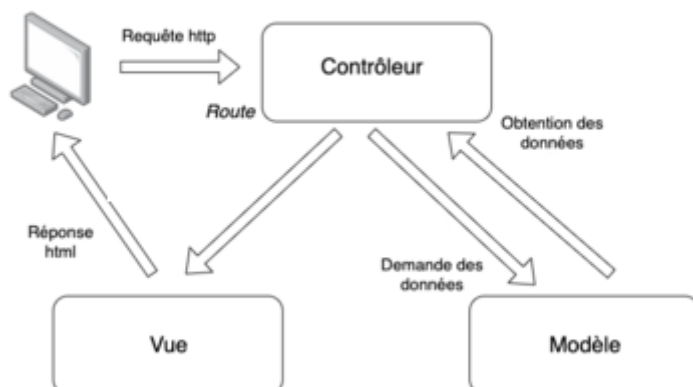 Requête http
Contrôleur
Route
Obtention des
données
Réponse
html
Demande des
données
Vue
Modèle